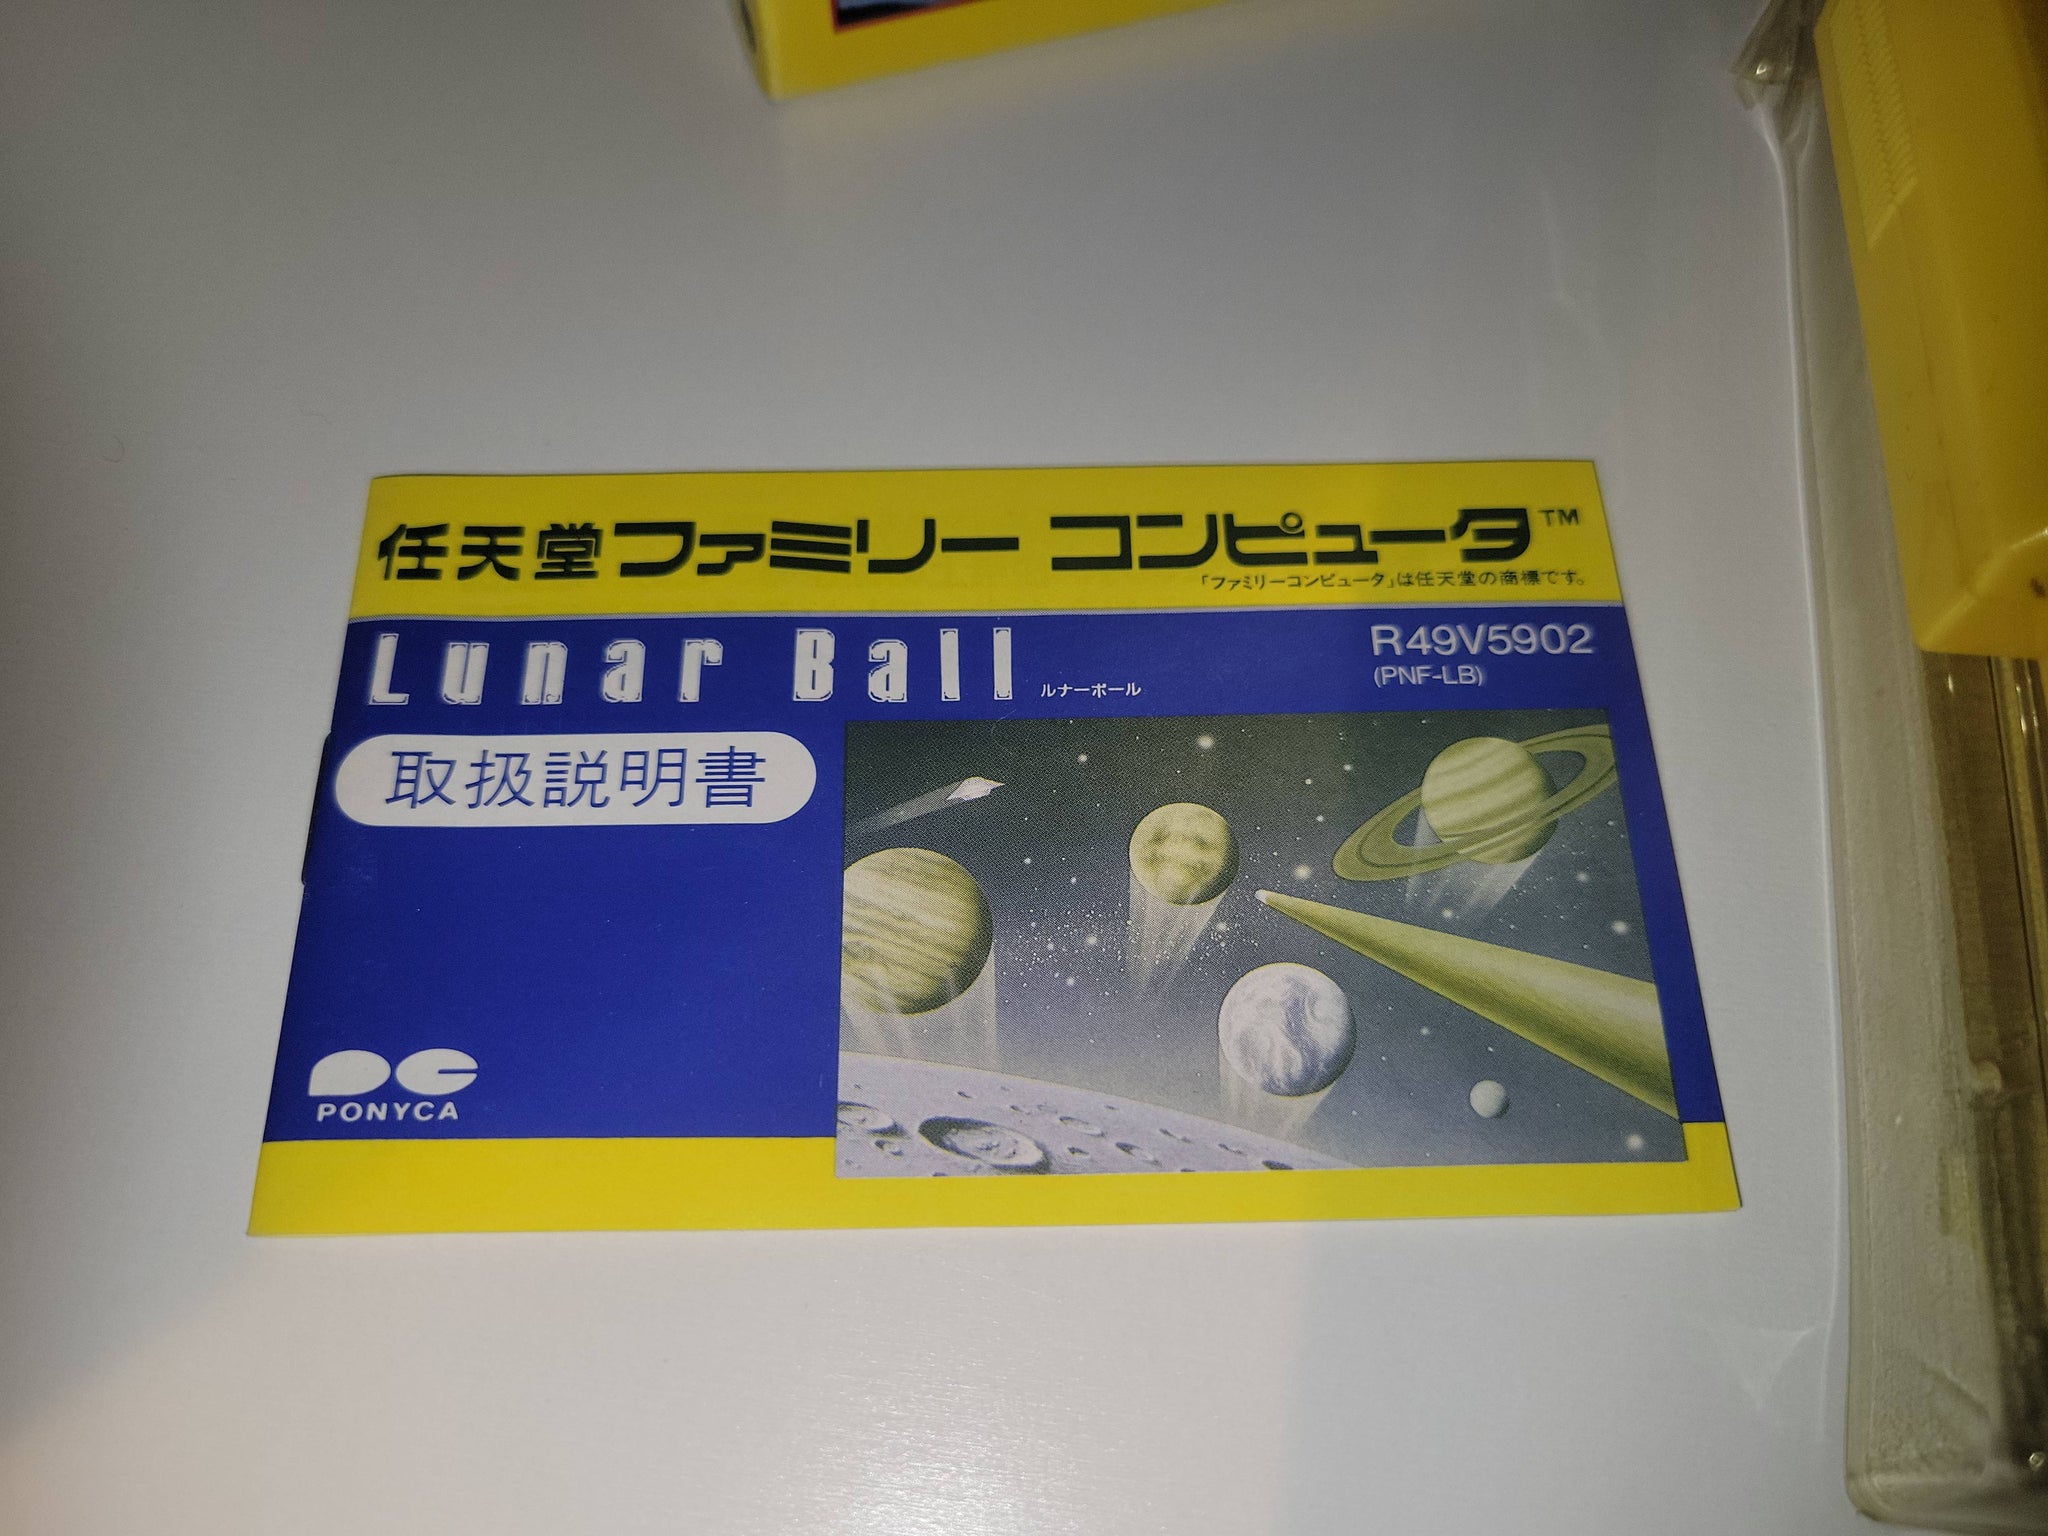 任天堂ファミリー コンピュータ™
「ファミリーコンピュータ」は任天堂の商標です。
Lunar Ball ルナーボール
R49V5902
(PNF-LB)
取扱説明書
PONYCA